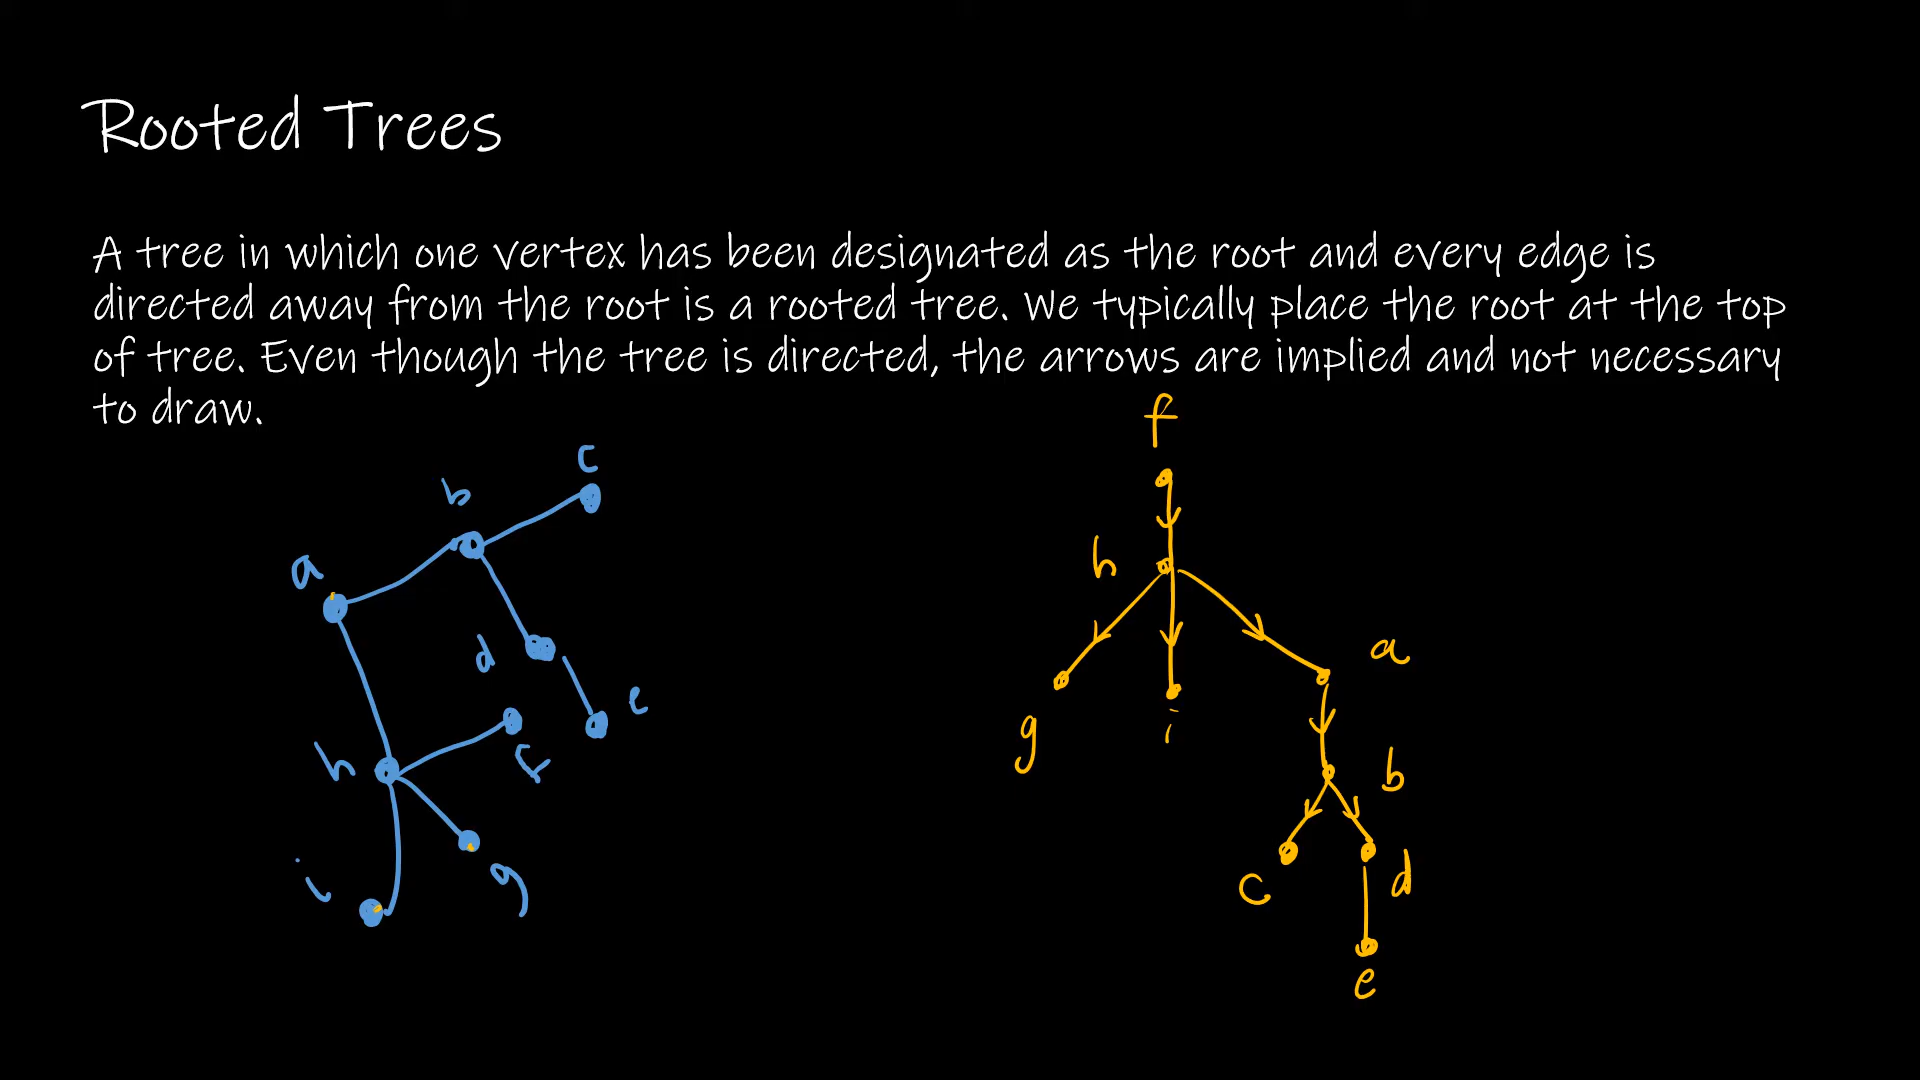 Rooted Trees
A tree in which one vertex has been designated as the root and every edge is
directed away from the root is a rooted tree. We typically place the root at the top
of tree. Even though the tree is directed, the arrows are implied and not necessary
to draw.
f
c
b
h
a
a
d
e
g
i
f
h
b
i
g
c
d
e